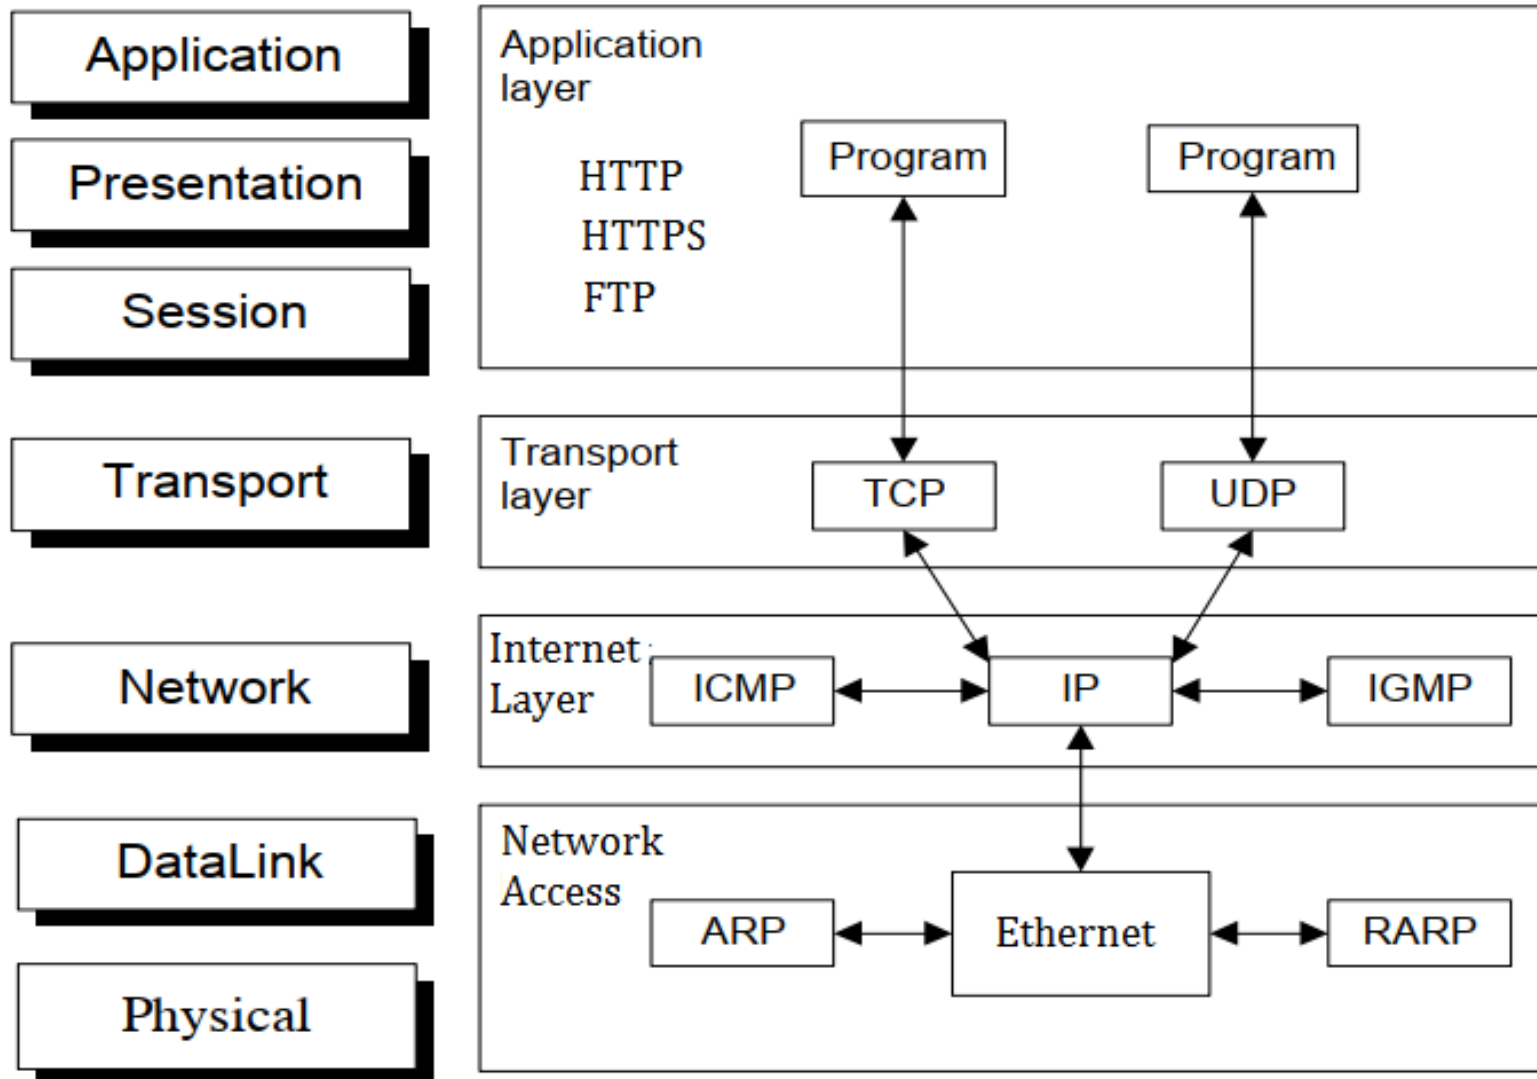 Application
Presentation
Session
Transport
Network
DataLink
Physical
Application
layer
HTTP
HTTPS
FTP
Program
Program
Transport
layer
TCP
UDP
Internet
Layer
ICMP
IP
IGMP
Network
Access
ARP
Ethernet
RARP